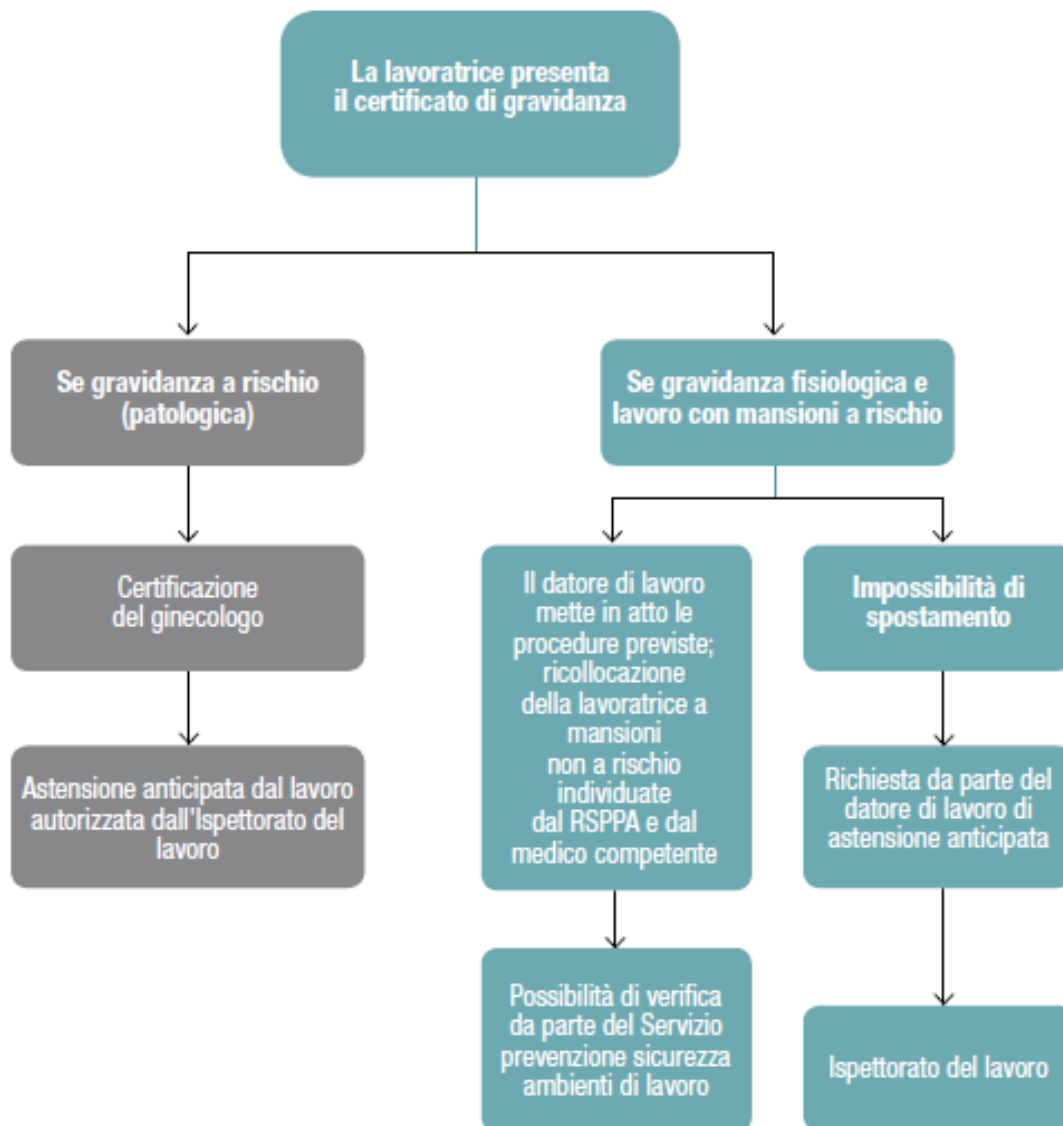 La lavoratrice presenta
il certificato di gravidanza
Se gravidanza a rischio
(patologica)
Se gravidanza fisiologica e
lavoro con mansioni a rischio
Certificazione
del ginecologo
Il datore di lavoro
mette in atto le
procedure previste;
ricollocazione
della lavoratrice a
mansioni
non a rischio
individuate
dal RSPPA e dal
medico competente
Impossibilità di
spostamento
Astensione anticipata dal lavoro
autorizzata dall'Ispettorato del
lavoro
Richiesta da parte del
datore di lavoro di
astensione anticipata
Possibilità di verifica
da parte del Servizio
prevenzione sicurezza
ambienti di lavoro
Ispettorato del lavoro